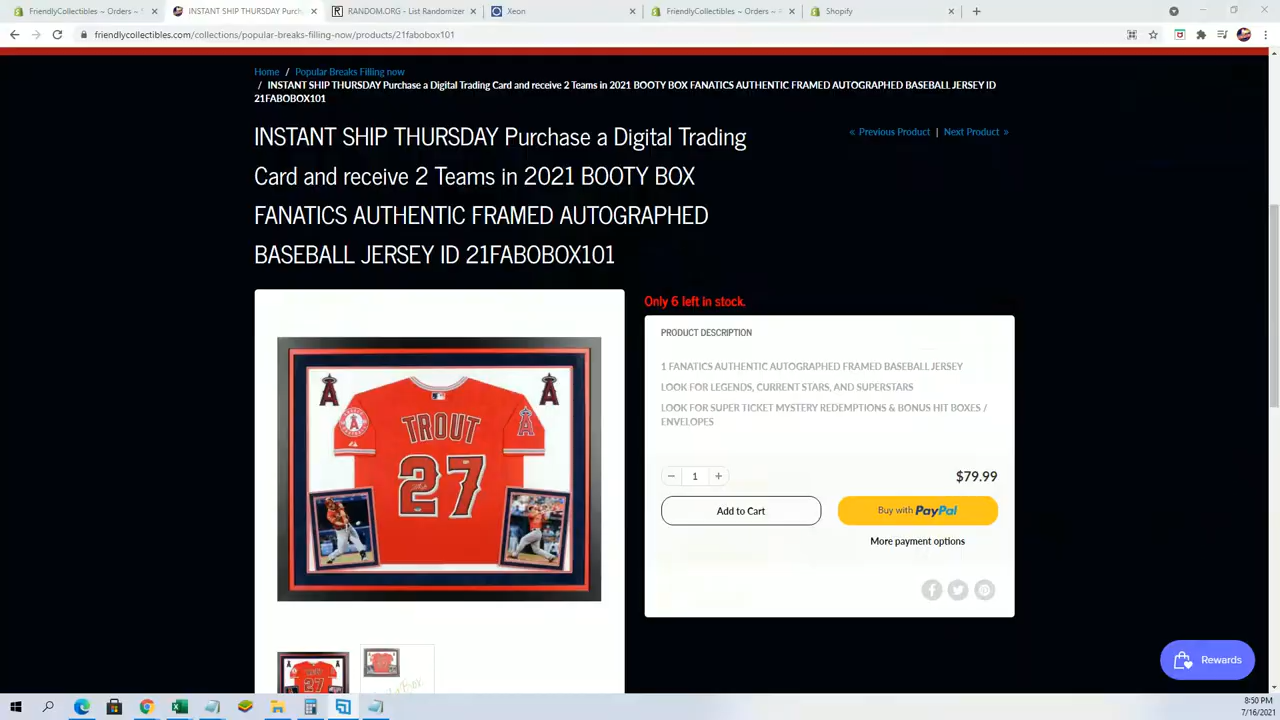 FriendlyCollectibles ~ Orders ~
INSTANT SHIP THURSDAY Purch
RANDOM.ORG - List Randomizer
Xeon
FriendlyCollectibles ~ Orders ~
Shopify
friendlycollectibles.com/collections/popular-breaks-filling-now/products/21fabobox101
Home / Popular Breaks Filling now
/ INSTANT SHIP THURSDAY Purchase a Digital Trading Card and receive 2 Teams in 2021 BOOTY BOX FANATICS AUTHENTIC FRAMED AUTOGRAPHED BASEBALL JERSEY ID
21FABOBOX101
« Previous Product | Next Product »
INSTANT SHIP THURSDAY Purchase a Digital Trading
Card and receive 2 Teams in 2021 BOOTY BOX
FANATICS AUTHENTIC FRAMED AUTOGRAPHED
BASEBALL JERSEY ID 21FABOBOX101
Only 6 left in stock.
PRODUCT DESCRIPTION
1 FANATICS AUTHENTIC AUTOGRAPHED FRAMED BASEBALL JERSEY
LOOK FOR LEGENDS, CURRENT STARS, AND SUPERSTARS
LOOK FOR SUPER TICKET MYSTERY REDEMPTIONS & BONUS HIT BOXES /
ENVELOPES
1
$79.99
Add to Cart
Buy with PayPal
More payment options
A A
TROUT
27
Rewards
8:50 PM
7/16/2021